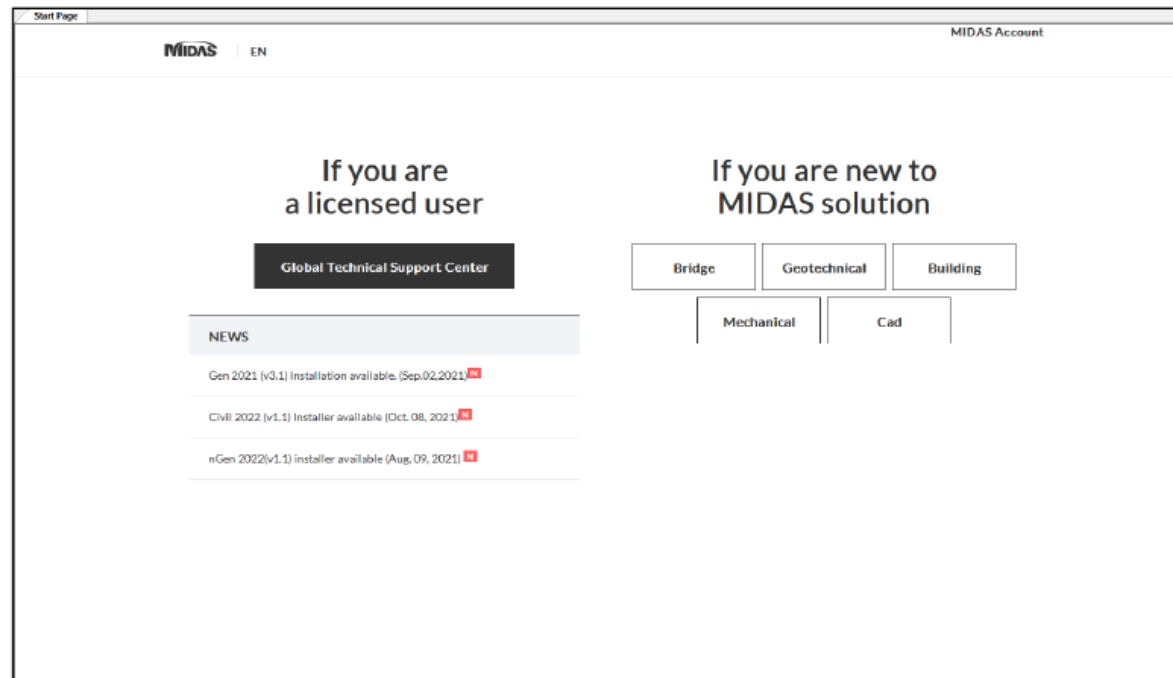 Start Page
MIDAS Account
MIDAS EN
If you are
a licensed user
Global Technical Support Center
NEWS
Gen 2021 (v3.1) Installation available. (Sep.02,2021) N
Civil 2022 (v1.1) Installer available (Oct. 08, 2021) N
nGen 2022(v1.1) installer available (Aug, 09, 2021) N
If you are new to
MIDAS solution
Bridge Geotechnical Building
Mechanical Cad